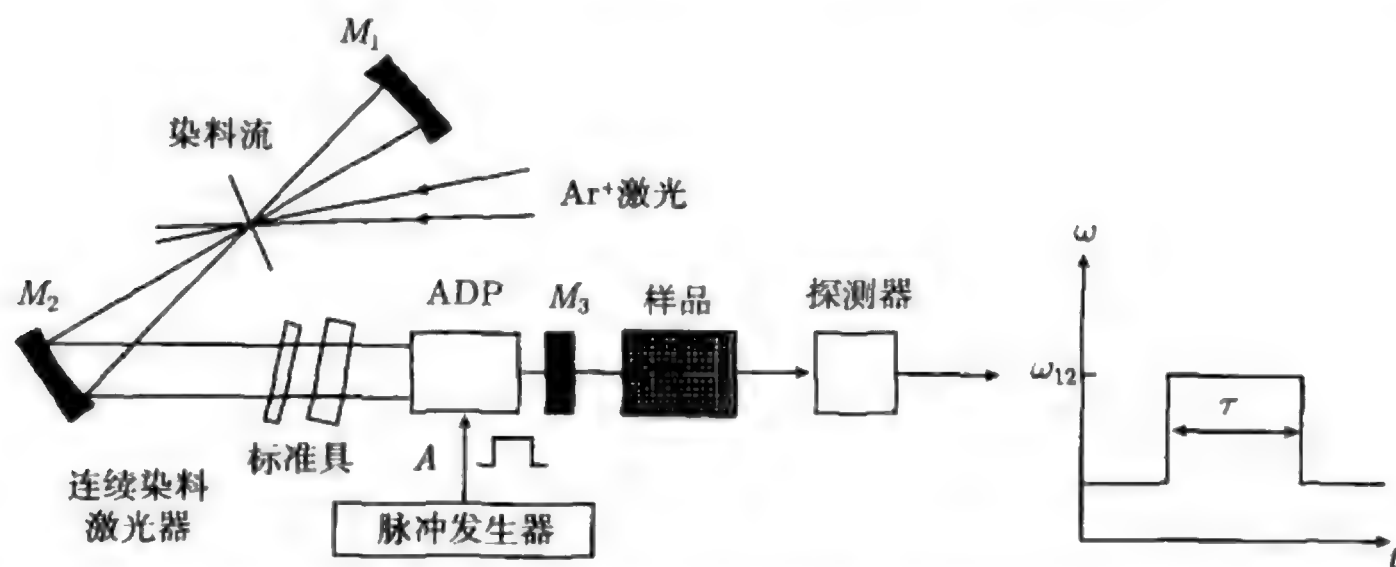 M₁
染料流
Ar⁺激光
M₂
ADP
M₃
样品
探测器
标准具
A
连续染料
激光器
脉冲发生器
ω
ω₁₂
τ
t